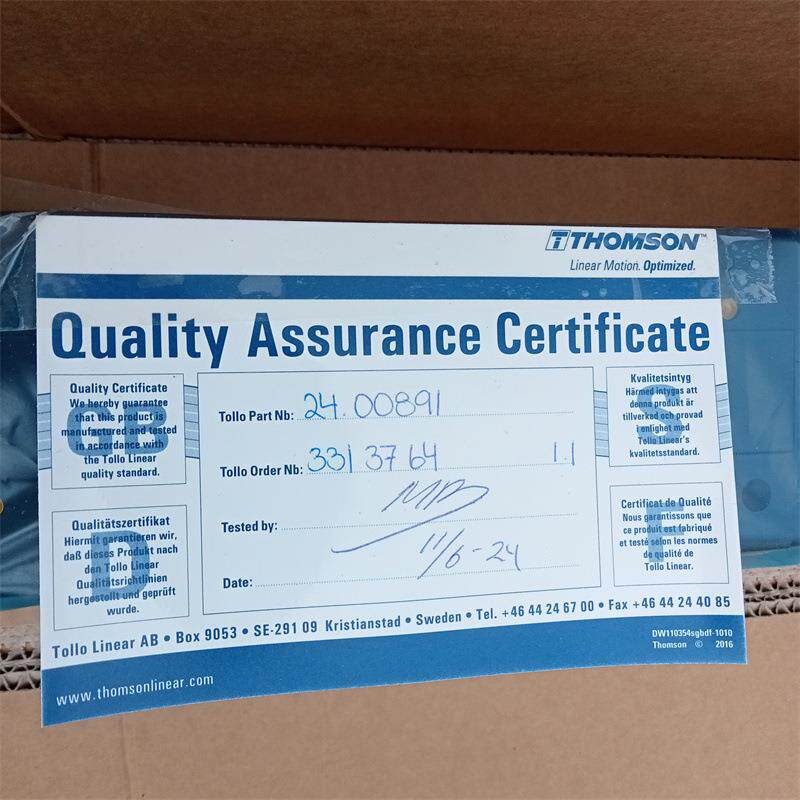 THOMSON™
Linear Motion. Optimized.
Quality Assurance Certificate
Quality Certificate
We hereby guarantee
that this product is
manufactured and tested
in accordance with
the Tollo Linear
quality standard.
GB
Qualitätszertifikat
Hiermit garantieren wir,
daß dieses Produkt nach
den Tollo Linear
Qualitätsrichtlinien
hergestellt und geprüft
wurde.
D
Tollo Part Nb: 24.00891
Tollo Order Nb: 3313764 1.1
Tested by: MB
Date: 11/6-24
Kvalitetsintyg
Härmed intygas att
denna produkt är
tillverkad och provad
i enlighet med
Tollo Linear's
kvalitetsstandard.
S
Certificat de Qualité
Nous garantissons que
ce produit est fabriqué
et testé selon les normes
de qualité de
Tollo Linear.
F
Tollo Linear AB • Box 9053 • SE-291 09 Kristianstad • Sweden • Tel. +46 44 24 67 00 • Fax +46 44 24 40 85
DW110354sgbdf-1010
Thomson © 2016
www.thomsonlinear.com